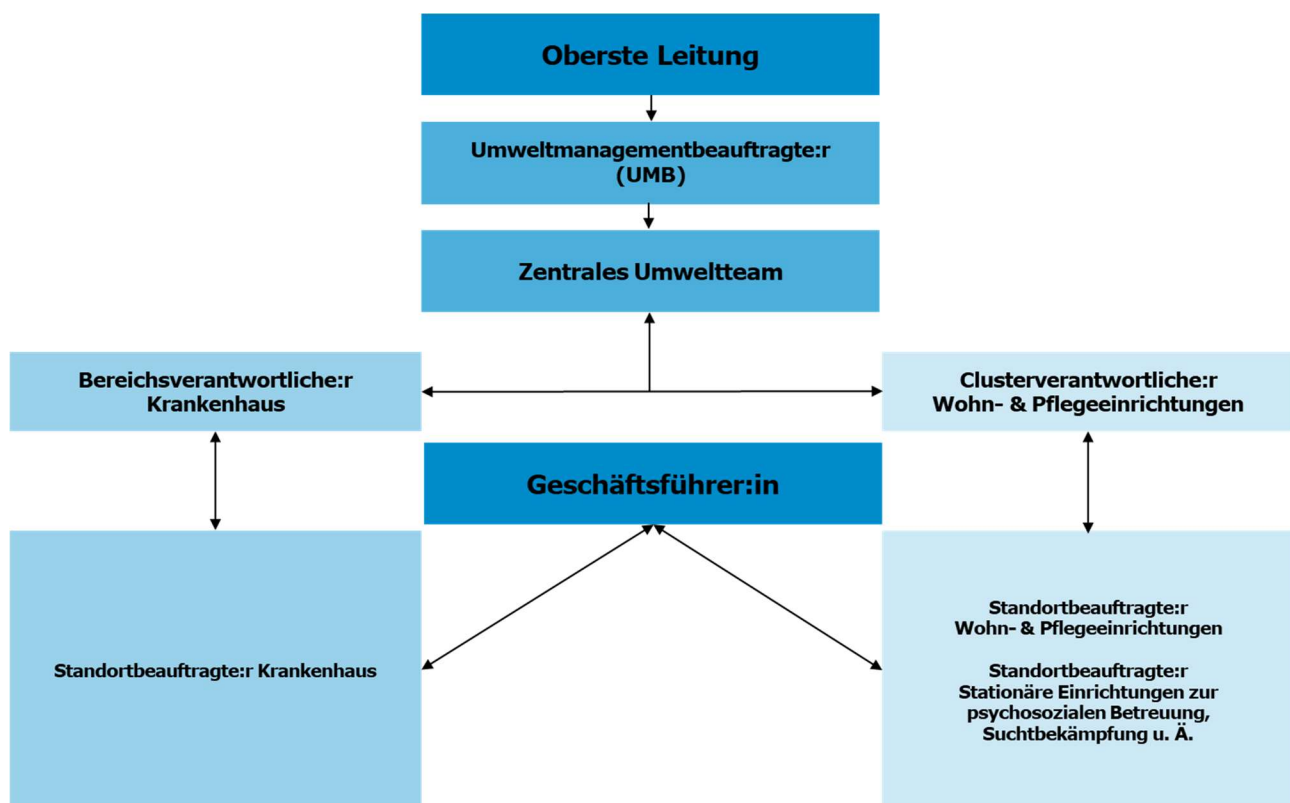 Oberste Leitung
Umweltmanagementbeauftragte:r
(UMB)
Zentrales Umweltteam
Bereichsverantwortliche:r
Krankenhaus
Clusterverantwortliche:r
Wohn- & Pflegeeinrichtungen
Geschäftsführer:in
Standortbeauftragte:r Krankenhaus
Standortbeauftragte:r
Wohn- & Pflegeeinrichtungen
Standortbeauftragte:r
Stationäre Einrichtungen zur
psychosozialen Betreuung,
Suchtbekämpfung u. Ä.